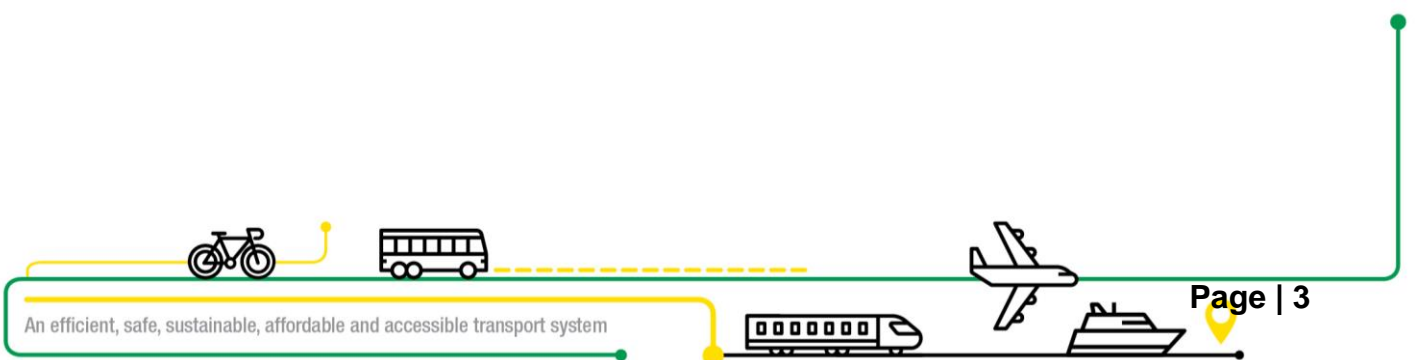 Page | 3
An efficient, safe, sustainable, affordable and accessible transport system